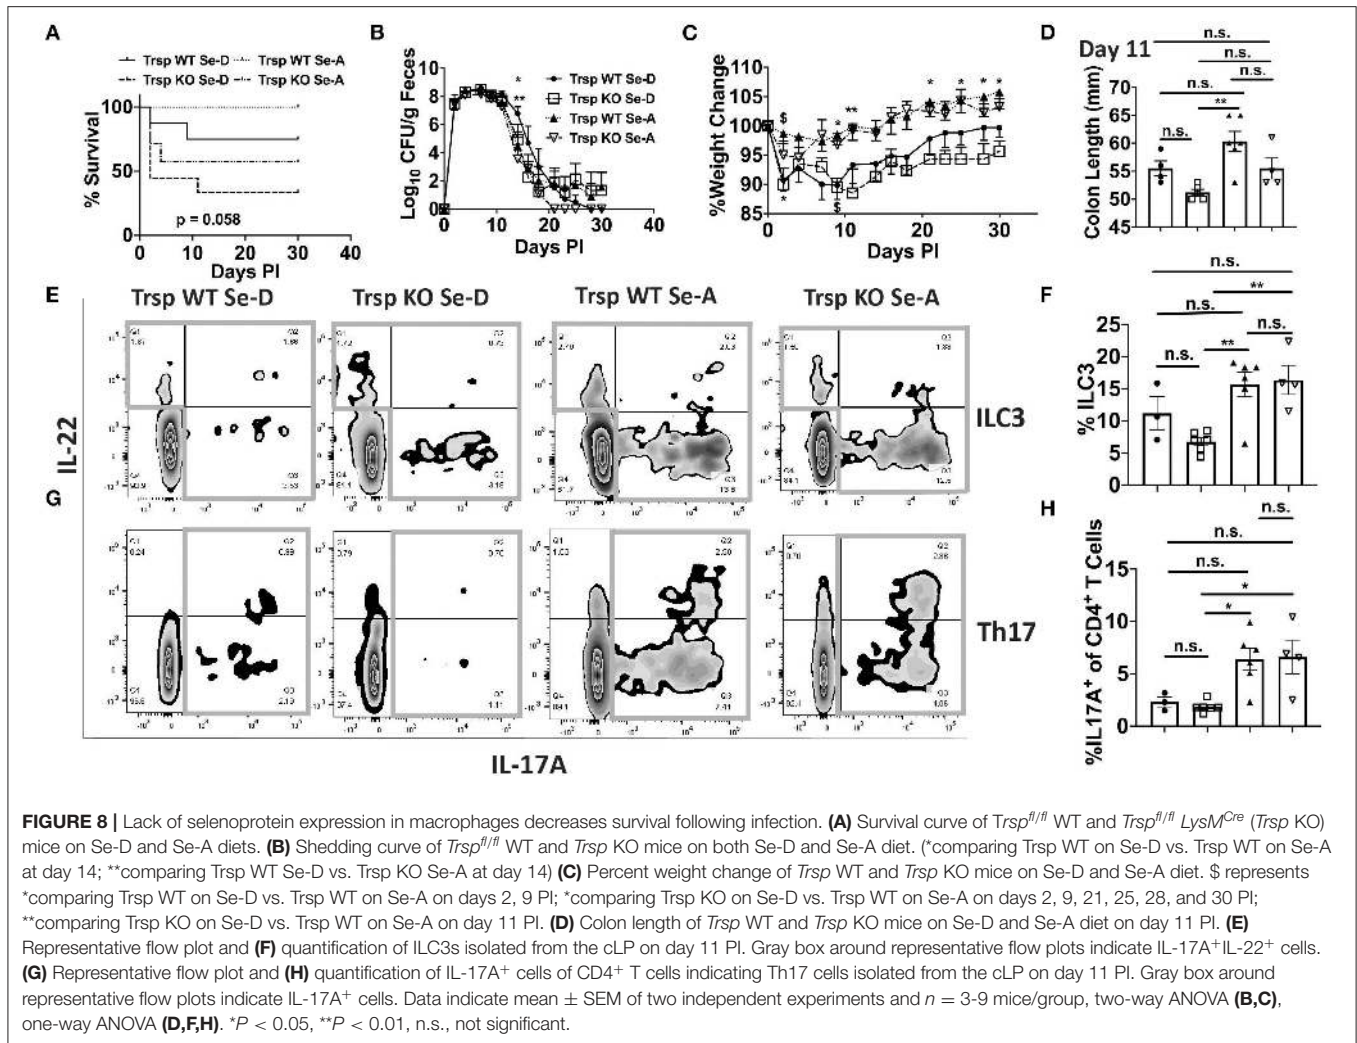 A
Trsp WT Se-D
Trsp WT Se-A
Trsp KO Se-D
Trsp KO Se-A
% Survival
100
50
0
p = 0.058
0 10 20 30 40
Days PI
B
Log10 CFU/g Feces
10
8
6
4
2
0
*
**
Trsp WT Se-D
Trsp KO Se-D
Trsp WT Se-A
Trsp KO Se-A
0 10 20 30 40
Days PI
C
%Weight Change
110
105
100
95
90
85
$ * ** * * * *
* $
0 10 20 30
Days PI
D
Day 11
Colon Length (mm)
65
60
55
50
45
n.s.
n.s.
n.s.
n.s.
**
n.s.
E
Trsp WT Se-D
Trsp KO Se-D
Trsp WT Se-A
Trsp KO Se-A
IL-22
ILC3
F
% ILC3
25
20
15
10
5
0
n.s.
**
n.s.
n.s.
**
n.s.
G
Th17
IL-17A
H
%IL17A+ of CD4+ T Cells
15
10
5
0
n.s.
n.s.
n.s.
*
*
n.s.
FIGURE 8 | Lack of selenoprotein expression in macrophages decreases survival following infection. (A) Survival curve of Trspfl/fl WT and Trspfl/fl LysMCre (Trsp KO)
mice on Se-D and Se-A diets. (B) Shedding curve of Trspfl/fl WT and Trsp KO mice on both Se-D and Se-A diet. (*comparing Trsp WT on Se-D vs. Trsp WT on Se-A
at day 14; **comparing Trsp WT Se-D vs. Trsp KO Se-A at day 14) (C) Percent weight change of Trsp WT and Trsp KO mice on Se-D and Se-A diet. $ represents
*comparing Trsp WT on Se-D vs. Trsp WT on Se-A on days 2, 9 PI; *comparing Trsp KO on Se-D vs. Trsp WT on Se-A on days 2, 9, 21, 25, 28, and 30 PI;
**comparing Trsp KO on Se-D vs. Trsp WT on Se-A on day 11 PI. (D) Colon length of Trsp WT and Trsp KO mice on Se-D and Se-A diet on day 11 PI. (E)
Representative flow plot and (F) quantification of ILC3s isolated from the cLP on day 11 PI. Gray box around representative flow plots indicate IL-17A+IL-22+ cells.
(G) Representative flow plot and (H) quantification of IL-17A+ cells of CD4+ T cells indicating Th17 cells isolated from the cLP on day 11 PI. Gray box around
representative flow plots indicate IL-17A+ cells. Data indicate mean ± SEM of two independent experiments and n = 3-9 mice/group, two-way ANOVA (B,C),
one-way ANOVA (D,F,H). *P < 0.05, **P < 0.01, n.s., not significant.